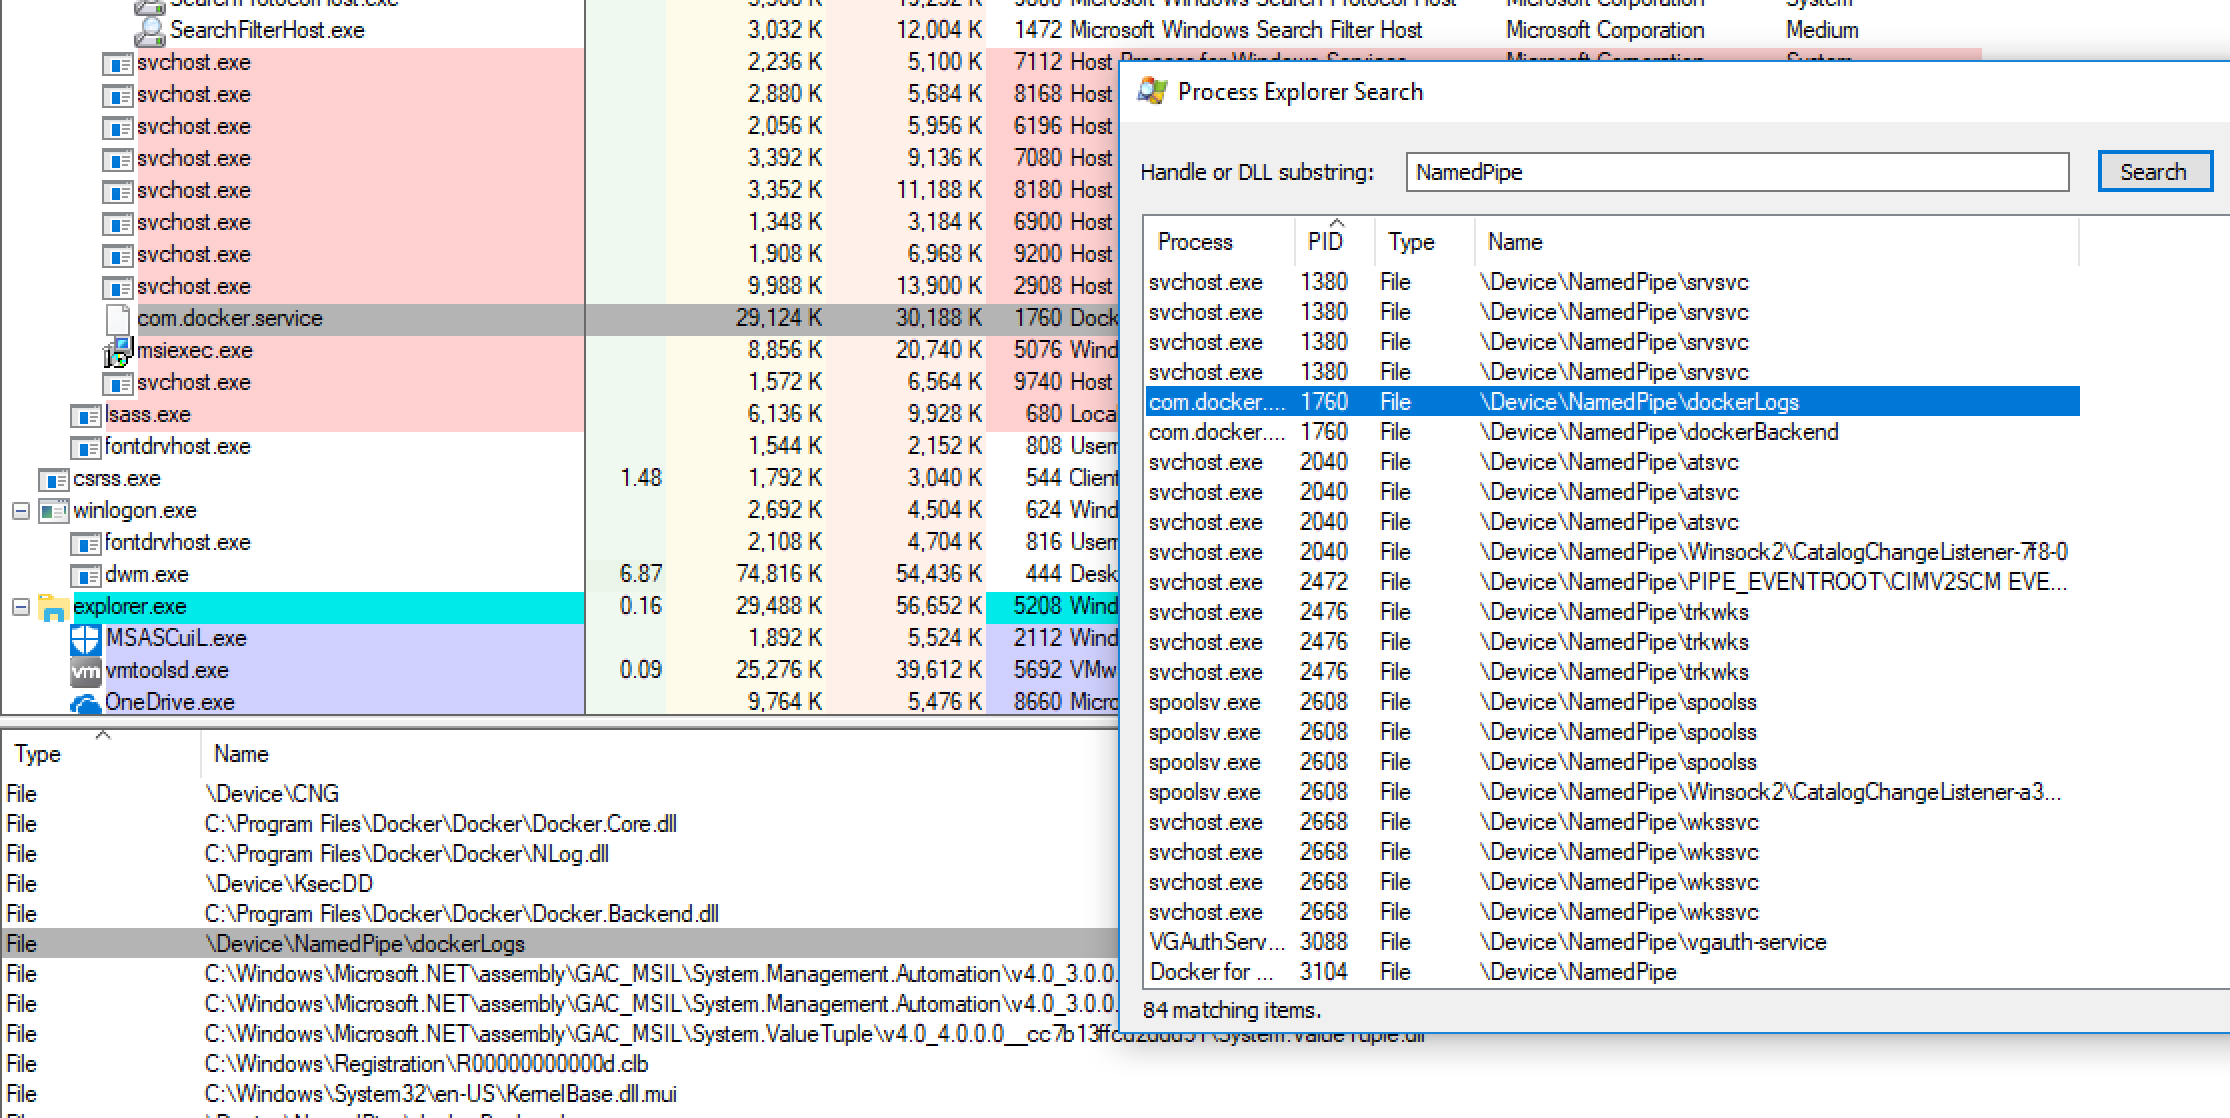 SearchProtocolHost.exe Microsoft Windows Search Protocol Host Microsoft Corporation System
SearchFilterHost.exe 3,032 K 12,004 K 1472 Microsoft Windows Search Filter Host Microsoft Corporation Medium
svchost.exe 2,236 K 5,100 K 7112 Host Process for Windows Services Microsoft Corporation System
svchost.exe 2,880 K 5,684 K 8168 Host
svchost.exe 2,056 K 5,956 K 6196 Host
svchost.exe 3,392 K 9,136 K 7080 Host
svchost.exe 3,352 K 11,188 K 8180 Host
svchost.exe 1,348 K 3,184 K 6900 Host
svchost.exe 1,908 K 6,968 K 9200 Host
svchost.exe 9,988 K 13,900 K 2908 Host
com.docker.service 29,124 K 30,188 K 1760 Dock
msiexec.exe 8,856 K 20,740 K 5076 Wind
svchost.exe 1,572 K 6,564 K 9740 Host
lsass.exe 6,136 K 9,928 K 680 Loca
fontdrvhost.exe 1,544 K 2,152 K 808 Usem
csrss.exe 1.48 1,792 K 3,040 K 544 Client
winlogon.exe 2,692 K 4,504 K 624 Wind
fontdrvhost.exe 2,108 K 4,704 K 816 Usem
dwm.exe 6.87 74,816 K 54,436 K 444 Desk
explorer.exe 0.16 29,488 K 56,652 K 5208 Wind
MSASCuiL.exe 1,892 K 5,524 K 2112 Wind
vm vmtoolsd.exe 0.09 25,276 K 39,612 K 5692 VMw
OneDrive.exe 9,764 K 5,476 K 8660 Micro
Type Name
File \Device\CNG
File C:\Program Files\Docker\Docker\Docker.Core.dll
File C:\Program Files\Docker\Docker\NLog.dll
File \Device\KsecDD
File C:\Program Files\Docker\Docker\Docker.Backend.dll
File \Device\NamedPipe\dockerLogs
File C:\Windows\Microsoft.NET\assembly\GAC_MSIL\System.Management.Automation\v4.0_3.0.0.
File C:\Windows\Microsoft.NET\assembly\GAC_MSIL\System.Management.Automation\v4.0_3.0.0.
File C:\Windows\Microsoft.NET\assembly\GAC_MSIL\System.ValueTuple\v4.0_4.0.0.0__cc7b13ffcd2ddd51\System.ValueTuple.dll
File C:\Windows\Registration\R00000000000d.clb
File C:\Windows\System32\en-US\KernelBase.dll.mui
Process Explorer Search
Handle or DLL substring: NamedPipe Search
Process PID Type Name
svchost.exe 1380 File \Device\NamedPipe\srvsvc
svchost.exe 1380 File \Device\NamedPipe\srvsvc
svchost.exe 1380 File \Device\NamedPipe\srvsvc
svchost.exe 1380 File \Device\NamedPipe\srvsvc
com.docker.... 1760 File \Device\NamedPipe\dockerLogs
com.docker.... 1760 File \Device\NamedPipe\dockerBackend
svchost.exe 2040 File \Device\NamedPipe\atsvc
svchost.exe 2040 File \Device\NamedPipe\atsvc
svchost.exe 2040 File \Device\NamedPipe\atsvc
svchost.exe 2040 File \Device\NamedPipe\Winsock2\CatalogChangeListener-7f8-0
svchost.exe 2472 File \Device\NamedPipe\PIPE_EVENTROOT\CIMV2SCM EVE...
svchost.exe 2476 File \Device\NamedPipe\trkwks
svchost.exe 2476 File \Device\NamedPipe\trkwks
svchost.exe 2476 File \Device\NamedPipe\trkwks
spoolsv.exe 2608 File \Device\NamedPipe\spoolss
spoolsv.exe 2608 File \Device\NamedPipe\spoolss
spoolsv.exe 2608 File \Device\NamedPipe\spoolss
spoolsv.exe 2608 File \Device\NamedPipe\Winsock2\CatalogChangeListener-a3...
svchost.exe 2668 File \Device\NamedPipe\wkssvc
svchost.exe 2668 File \Device\NamedPipe\wkssvc
svchost.exe 2668 File \Device\NamedPipe\wkssvc
svchost.exe 2668 File \Device\NamedPipe\wkssvc
VGAuthServ... 3088 File \Device\NamedPipe\vgauth-service
Docker for ... 3104 File \Device\NamedPipe
84 matching items.